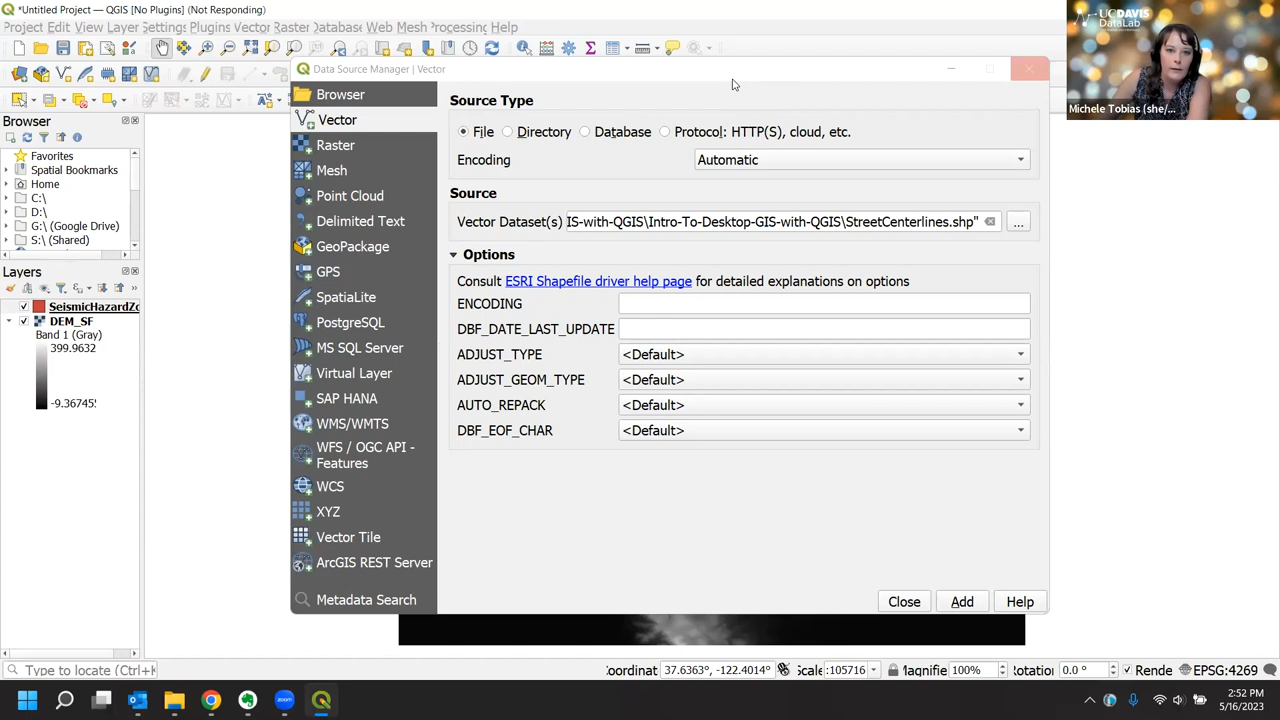 *Untitled Project — QGIS [No Plugins] (Not Responding)
Project Edit View Layer Settings Plugins Vector Raster Database Web Mesh Processing Help
UCDAVIS
DataLab
Michele Tobias (she/...
Browser
Favorites
Spatial Bookmarks
Home
C:\
D:\
G:\ (Google Drive)
S:\ (Shared)
Layers
SeismicHazardZo
DEM_SF
Band 1 (Gray)
399.9632
-9.36745!
Data Source Manager | Vector
Browser
Vector
Raster
Mesh
Point Cloud
Delimited Text
GeoPackage
GPS
SpatiaLite
PostgreSQL
MS SQL Server
Virtual Layer
SAP HANA
WMS/WMTS
WFS / OGC API -
Features
WCS
XYZ
Vector Tile
ArcGIS REST Server
Metadata Search
Source Type
File Directory Database Protocol: HTTP(S), cloud, etc.
Encoding Automatic
Source
Vector Dataset(s) IS-with-QGIS\Intro-To-Desktop-GIS-with-QGIS\StreetCenterlines.shp" ...
Options
Consult ESRI Shapefile driver help page for detailed explanations on options
ENCODING
DBF_DATE_LAST_UPDATE
ADJUST_TYPE <Default>
ADJUST_GEOM_TYPE <Default>
AUTO_REPACK <Default>
DBF_EOF_CHAR <Default>
Close Add Help
Type to locate (Ctrl+
Coordinat 37.6363°, -122.4014° Scale :105716 Magnifie 100% Rotation 0.0 ° Rende EPSG:4269
zoom
2:52 PM
5/16/2023